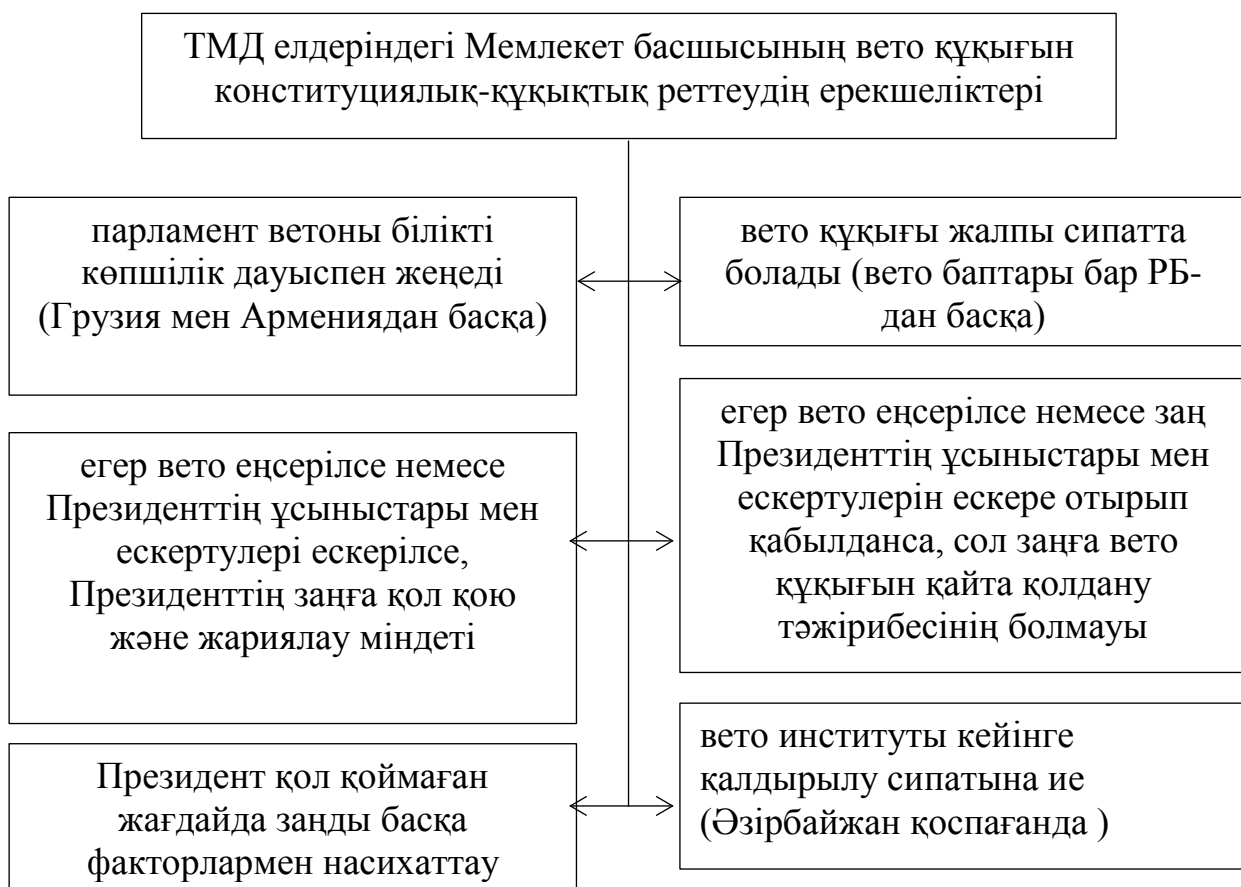 ТМД елдеріндегі Мемлекет басшысының вето құқығын
конституциялық-құқықтық реттеудің ерекшеліктері
парламент ветоны білікті
көпшілік дауыспен жеңеді
(Грузия мен Армениядан басқа)
вето құқығы жалпы сипатта
болады (вето баптары бар РБ-
дан басқа)
егер вето еңсерілсе немесе
Президенттің ұсыныстары мен
ескертулері ескерілсе,
Президенттің заңға қол қою
және жариялау міндеті
егер вето еңсерілсе немесе заң
Президенттің ұсыныстары мен
ескертулерін ескере отырып
қабылданса, сол заңға вето
құқығын қайта қолдану
тәжірибесінің болмауы
Президент қол қоймаған
жағдайда заңды басқа
факторлармен насихаттау
вето институты кейінге
қалдырылу сипатына ие
(Әзірбайжан қоспағанда )